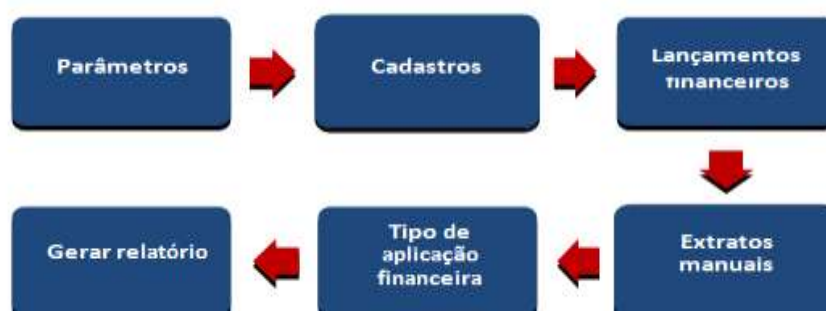 Parâmetros
Cadastros
Lançamentos
financeiros
Gerar relatório
Tipo de
aplicação
financeira
Extratos
manuais